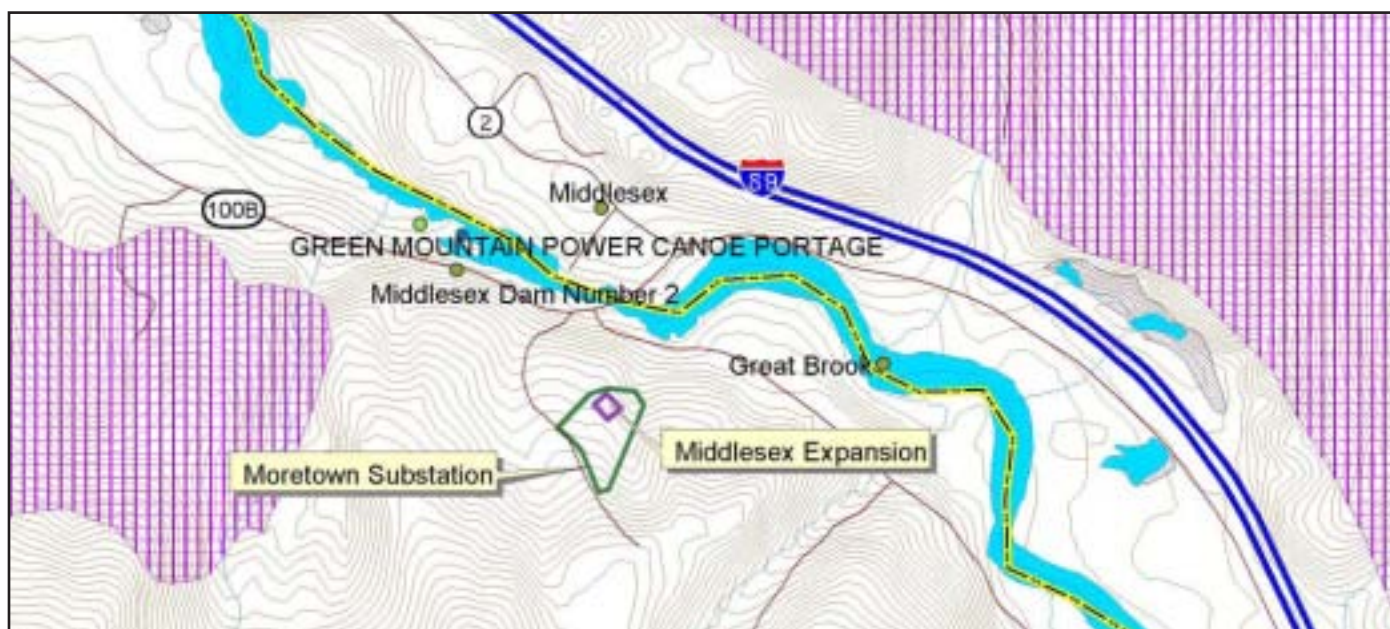 2
89
Middlesex
100B
GREEN MOUNTAIN POWER CANOE PORTAGE
Middlesex Dam Number 2
Great Brook
Middlesex Expansion
Moretown Substation